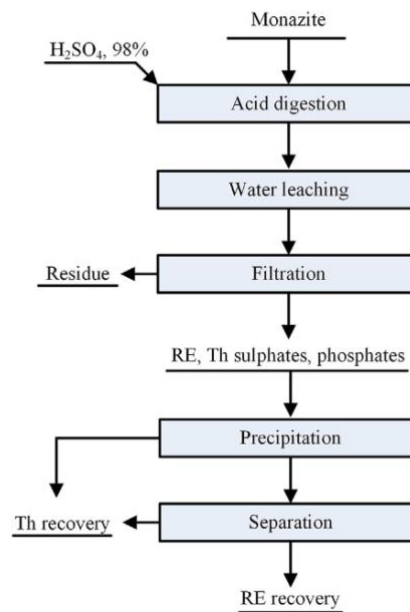 Monazite
H₂SO₄, 98%
Acid digestion
Water leaching
Residue
Filtration
RE, Th sulphates, phosphates
Precipitation
Th recovery
Separation
RE recovery